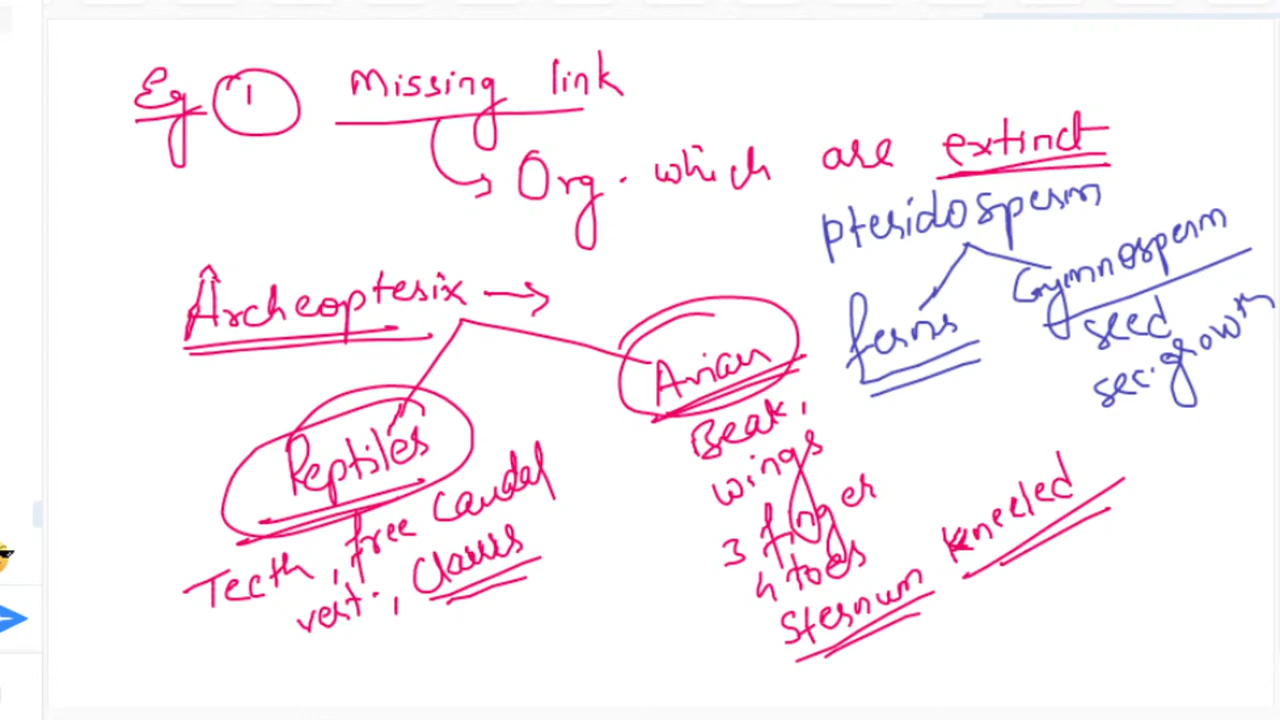 Eg 1 Missing link
Org. which are extinct
Archeopterix →
Reptiles
Teeth, free caudal
vert., claws
Avian
Beak,
wings
3 finger
4 toes
Sternum kneeled
pteridosperm
ferns
Gymnosperm
seed
sec. growth